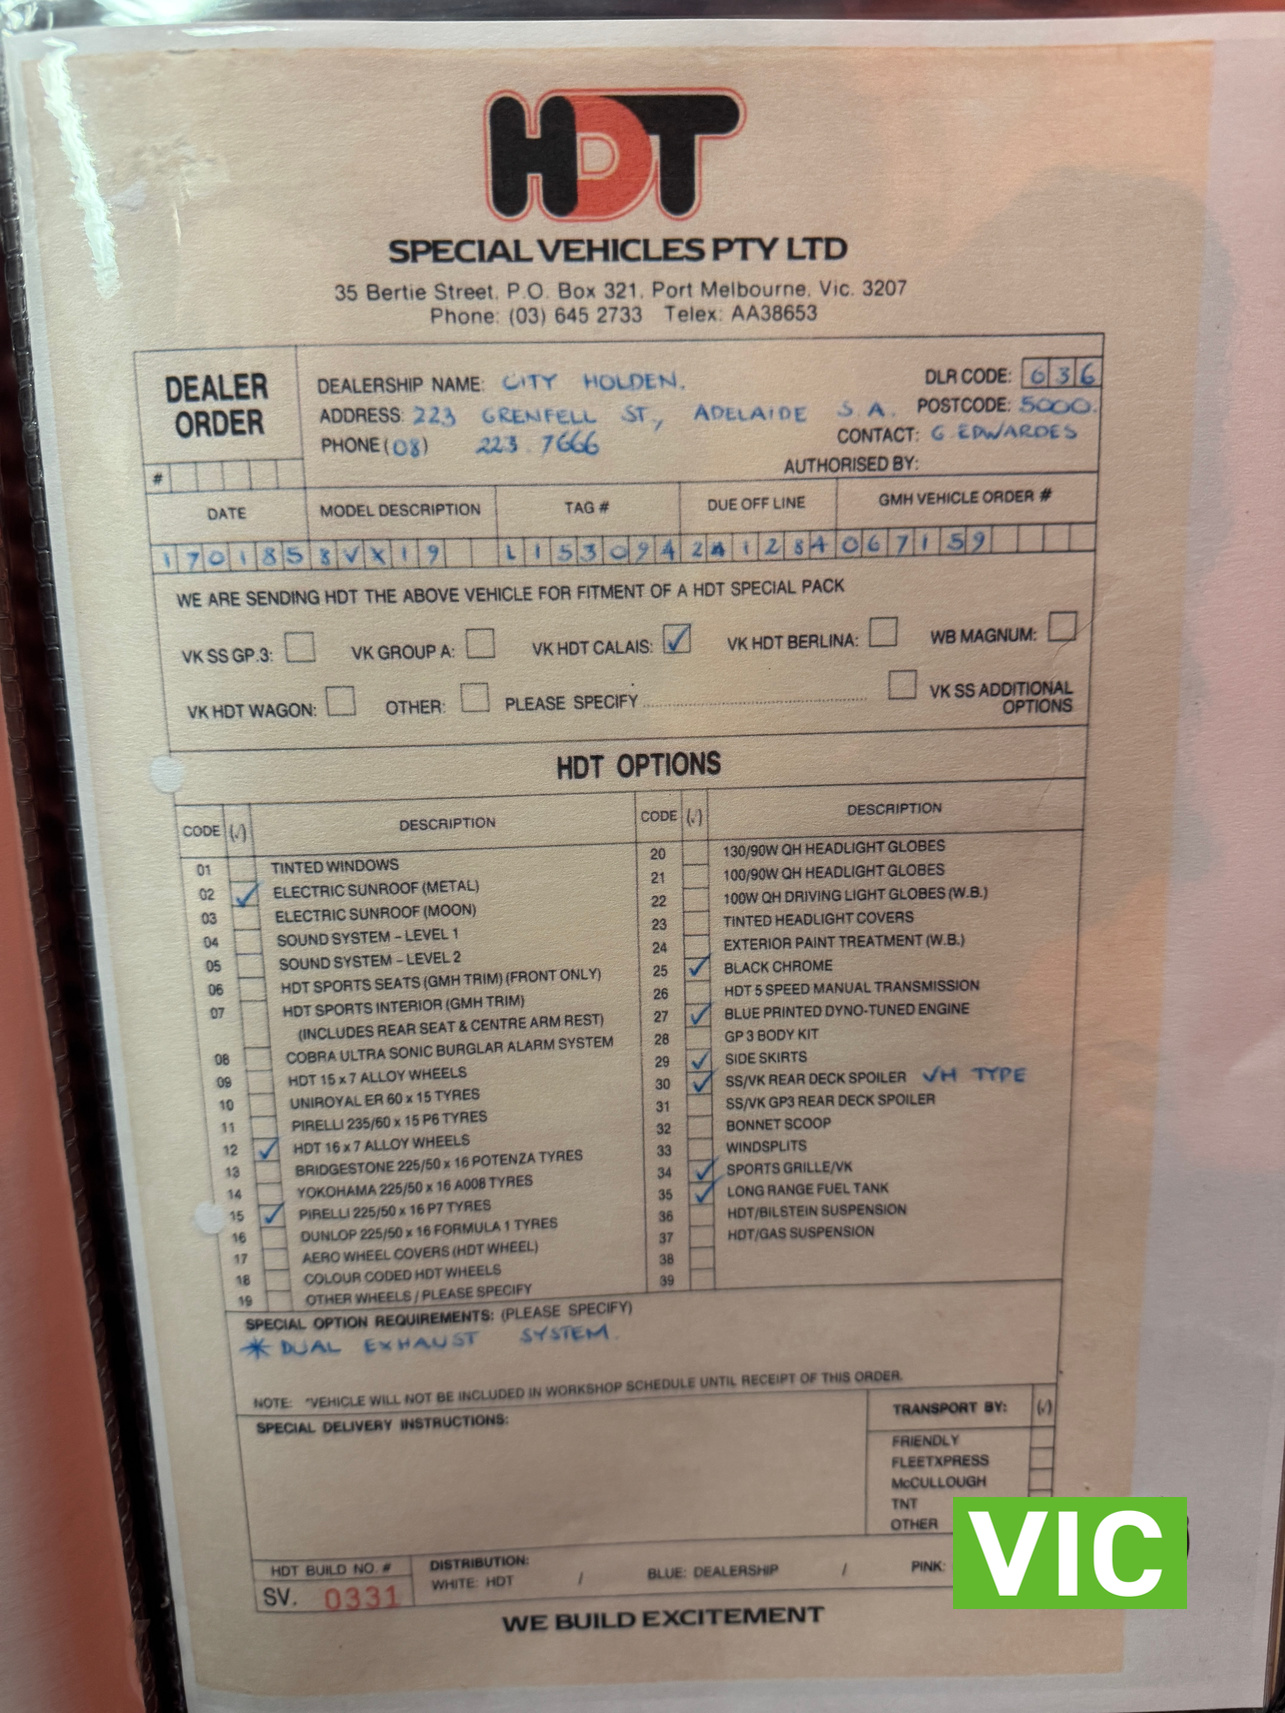 HDT
SPECIAL VEHICLES PTY LTD
35 Bertie Street, P.O. Box 321, Port Melbourne, Vic. 3207
Phone: (03) 645 2733 Telex: AA38653
DEALER ORDER
#
DEALERSHIP NAME: CITY HOLDEN. DLR CODE: 636
ADDRESS: 223 GRENFELL ST, ADELAIDE S.A. POSTCODE: 5000.
PHONE (08) 223.7666 CONTACT: G. EDWARDES
AUTHORISED BY:
DATE MODEL DESCRIPTION TAG # DUE OFF LINE GMH VEHICLE ORDER #
170185 8VX19 L153094 241284 067159
WE ARE SENDING HDT THE ABOVE VEHICLE FOR FITMENT OF A HDT SPECIAL PACK
VK SS GP.3: VK GROUP A: VK HDT CALAIS: ✓ VK HDT BERLINA: WB MAGNUM:
VK HDT WAGON: OTHER: PLEASE SPECIFY VK SS ADDITIONAL OPTIONS
HDT OPTIONS
CODE (✓) DESCRIPTION
01 TINTED WINDOWS
02 ✓ ELECTRIC SUNROOF (METAL)
03 ELECTRIC SUNROOF (MOON)
04 SOUND SYSTEM – LEVEL 1
05 SOUND SYSTEM – LEVEL 2
06 HDT SPORTS SEATS (GMH TRIM) (FRONT ONLY)
07 HDT SPORTS INTERIOR (GMH TRIM)
(INCLUDES REAR SEAT & CENTRE ARM REST)
08 COBRA ULTRA SONIC BURGLAR ALARM SYSTEM
09 HDT 15 x 7 ALLOY WHEELS
10 UNIROYAL ER 60 x 15 TYRES
11 PIRELLI 235/60 x 15 P6 TYRES
12 ✓ HDT 16 x 7 ALLOY WHEELS
13 BRIDGESTONE 225/50 x 16 POTENZA TYRES
14 YOKOHAMA 225/50 x 16 A008 TYRES
15 ✓ PIRELLI 225/50 x 16 P7 TYRES
16 DUNLOP 225/50 x 16 FORMULA 1 TYRES
17 AERO WHEEL COVERS (HDT WHEEL)
18 COLOUR CODED HDT WHEELS
19 OTHER WHEELS / PLEASE SPECIFY
CODE (✓) DESCRIPTION
20 130/90W QH HEADLIGHT GLOBES
21 100/90W QH HEADLIGHT GLOBES
22 100W QH DRIVING LIGHT GLOBES (W.B.)
23 TINTED HEADLIGHT COVERS
24 EXTERIOR PAINT TREATMENT (W.B.)
25 ✓ BLACK CHROME
26 HDT 5 SPEED MANUAL TRANSMISSION
27 ✓ BLUE PRINTED DYNO-TUNED ENGINE
28 GP 3 BODY KIT
29 ✓ SIDE SKIRTS
30 ✓ SS/VK REAR DECK SPOILER VH TYPE
31 SS/VK GP3 REAR DECK SPOILER
32 BONNET SCOOP
33 WINDSPLITS
34 ✓ SPORTS GRILLE/VK
35 ✓ LONG RANGE FUEL TANK
36 HDT/BILSTEIN SUSPENSION
37 HDT/GAS SUSPENSION
38
39
SPECIAL OPTION REQUIREMENTS: (PLEASE SPECIFY)
* DUAL EXHAUST SYSTEM.
NOTE: "VEHICLE WILL NOT BE INCLUDED IN WORKSHOP SCHEDULE UNTIL RECEIPT OF THIS ORDER.
SPECIAL DELIVERY INSTRUCTIONS:
TRANSPORT BY: (✓)
FRIENDLY
FLEETXPRESS
McCULLOUGH
TNT
OTHER
HDT BUILD NO. #
SV. 0331
DISTRIBUTION:
WHITE: HDT / BLUE: DEALERSHIP / PINK:
WE BUILD EXCITEMENT
VIC